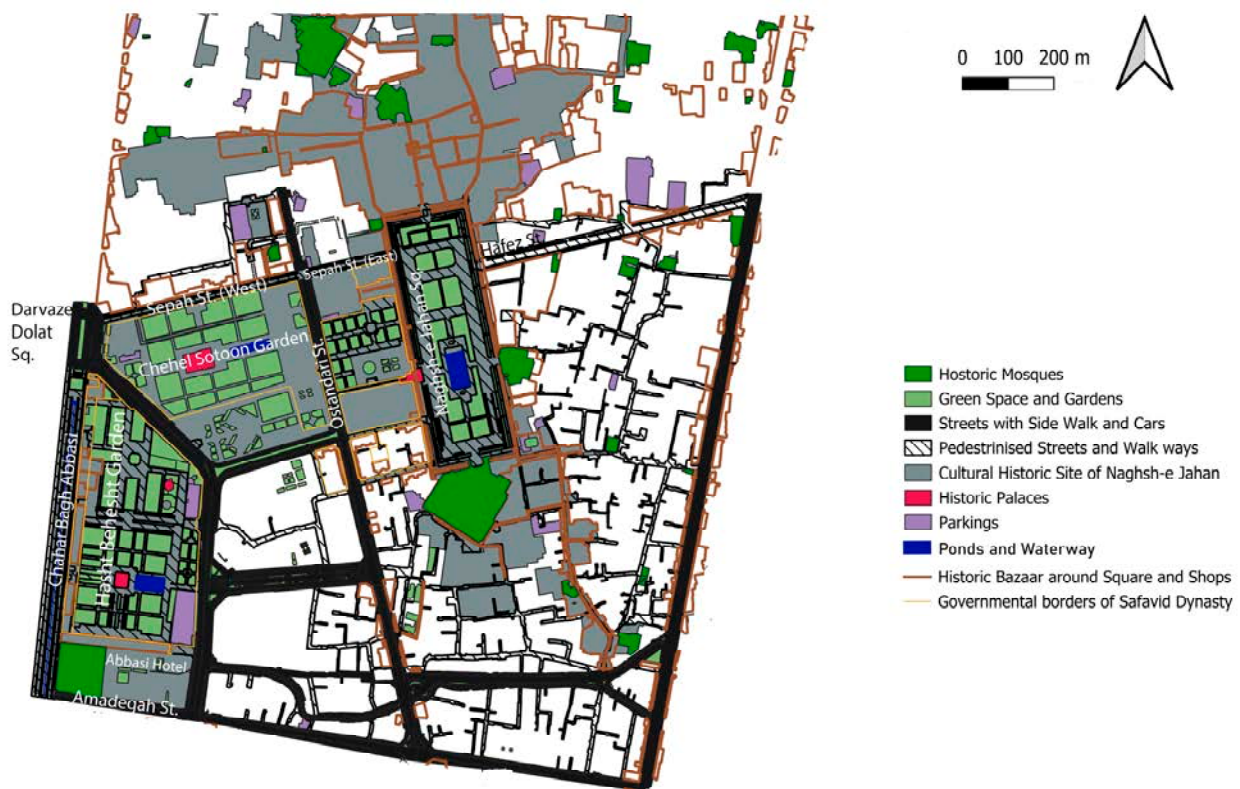 0 100 200 m
Hafez St.
Sepah St. (East)
Sepah St. (West)
Darvaze
Dolat
Sq.
Chehel Sotoon Garden
Ostandari St.
Naghsh-e Jahan Sq.
Chahar Bagh Abbasi
Hasht Behesht Garden
Abbasi Hotel
Amadegah St.
Hostoric Mosques
Green Space and Gardens
Streets with Side Walk and Cars
Pedestrinised Streets and Walk ways
Cultural Historic Site of Naghsh-e Jahan
Historic Palaces
Parkings
Ponds and Waterway
Historic Bazaar around Square and Shops
Governmental borders of Safavid Dynasty